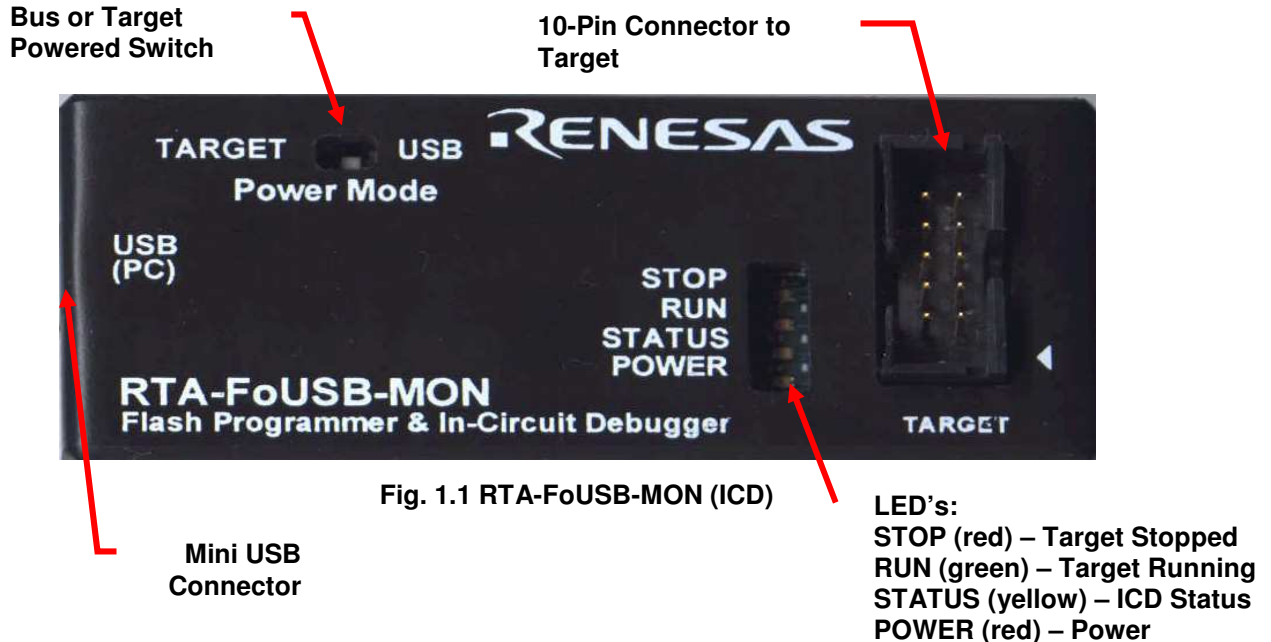 Bus or Target
Powered Switch
10-Pin Connector to
Target
RENESAS
TARGET
USB
Power Mode
USB
(PC)
STOP
RUN
STATUS
POWER
RTA-FoUSB-MON
Flash Programmer & In-Circuit Debugger
TARGET
Fig. 1.1 RTA-FoUSB-MON (ICD)
Mini USB
Connector
LED’s:
STOP (red) – Target Stopped
RUN (green) – Target Running
STATUS (yellow) – ICD Status
POWER (red) – Power